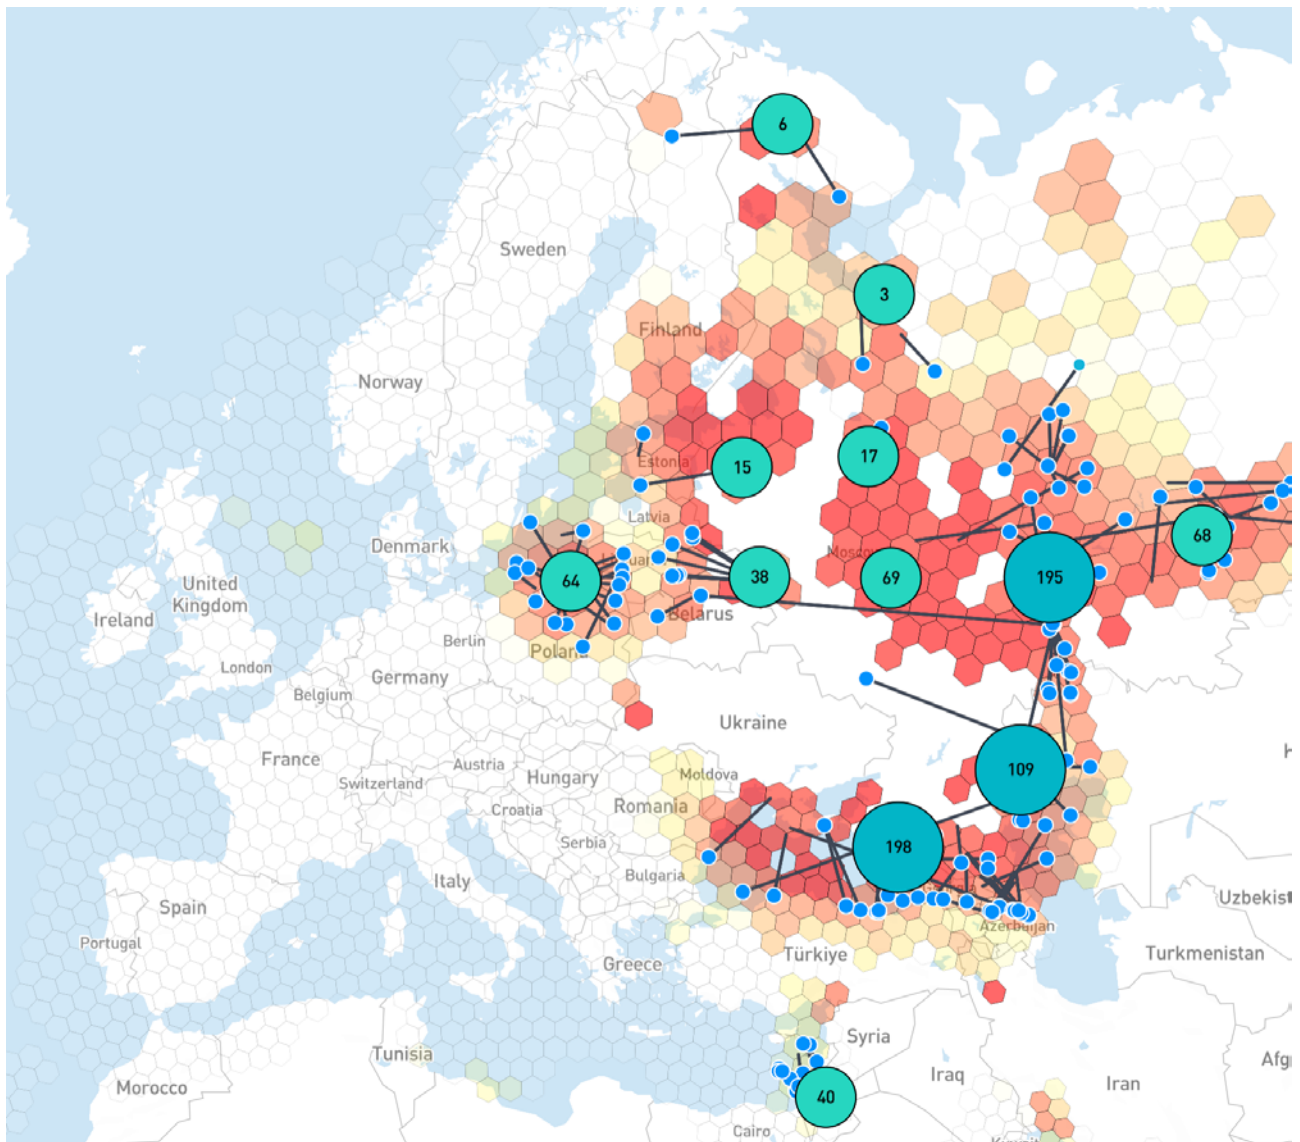 6
Sweden
3
Finland
Norway
Estonia
15
17
Latvia
Denmark
Moscow
68
United
Kingdom
64
38
69
195
Ireland
Belarus
Berlin
Poland
London
Germany
Belgium
Ukraine
France
Austria
Moldova
109
Switzerland
Hungary
Croatia
Romania
Serbia
198
Bulgaria
Italy
Georgia
Spain
Uzbekist
Azerbaijan
Portugal
Greece
Türkiye
Turkmenistan
Syria
Tunisia
Afg
Iraq
Iran
Morocco
40
Cairo